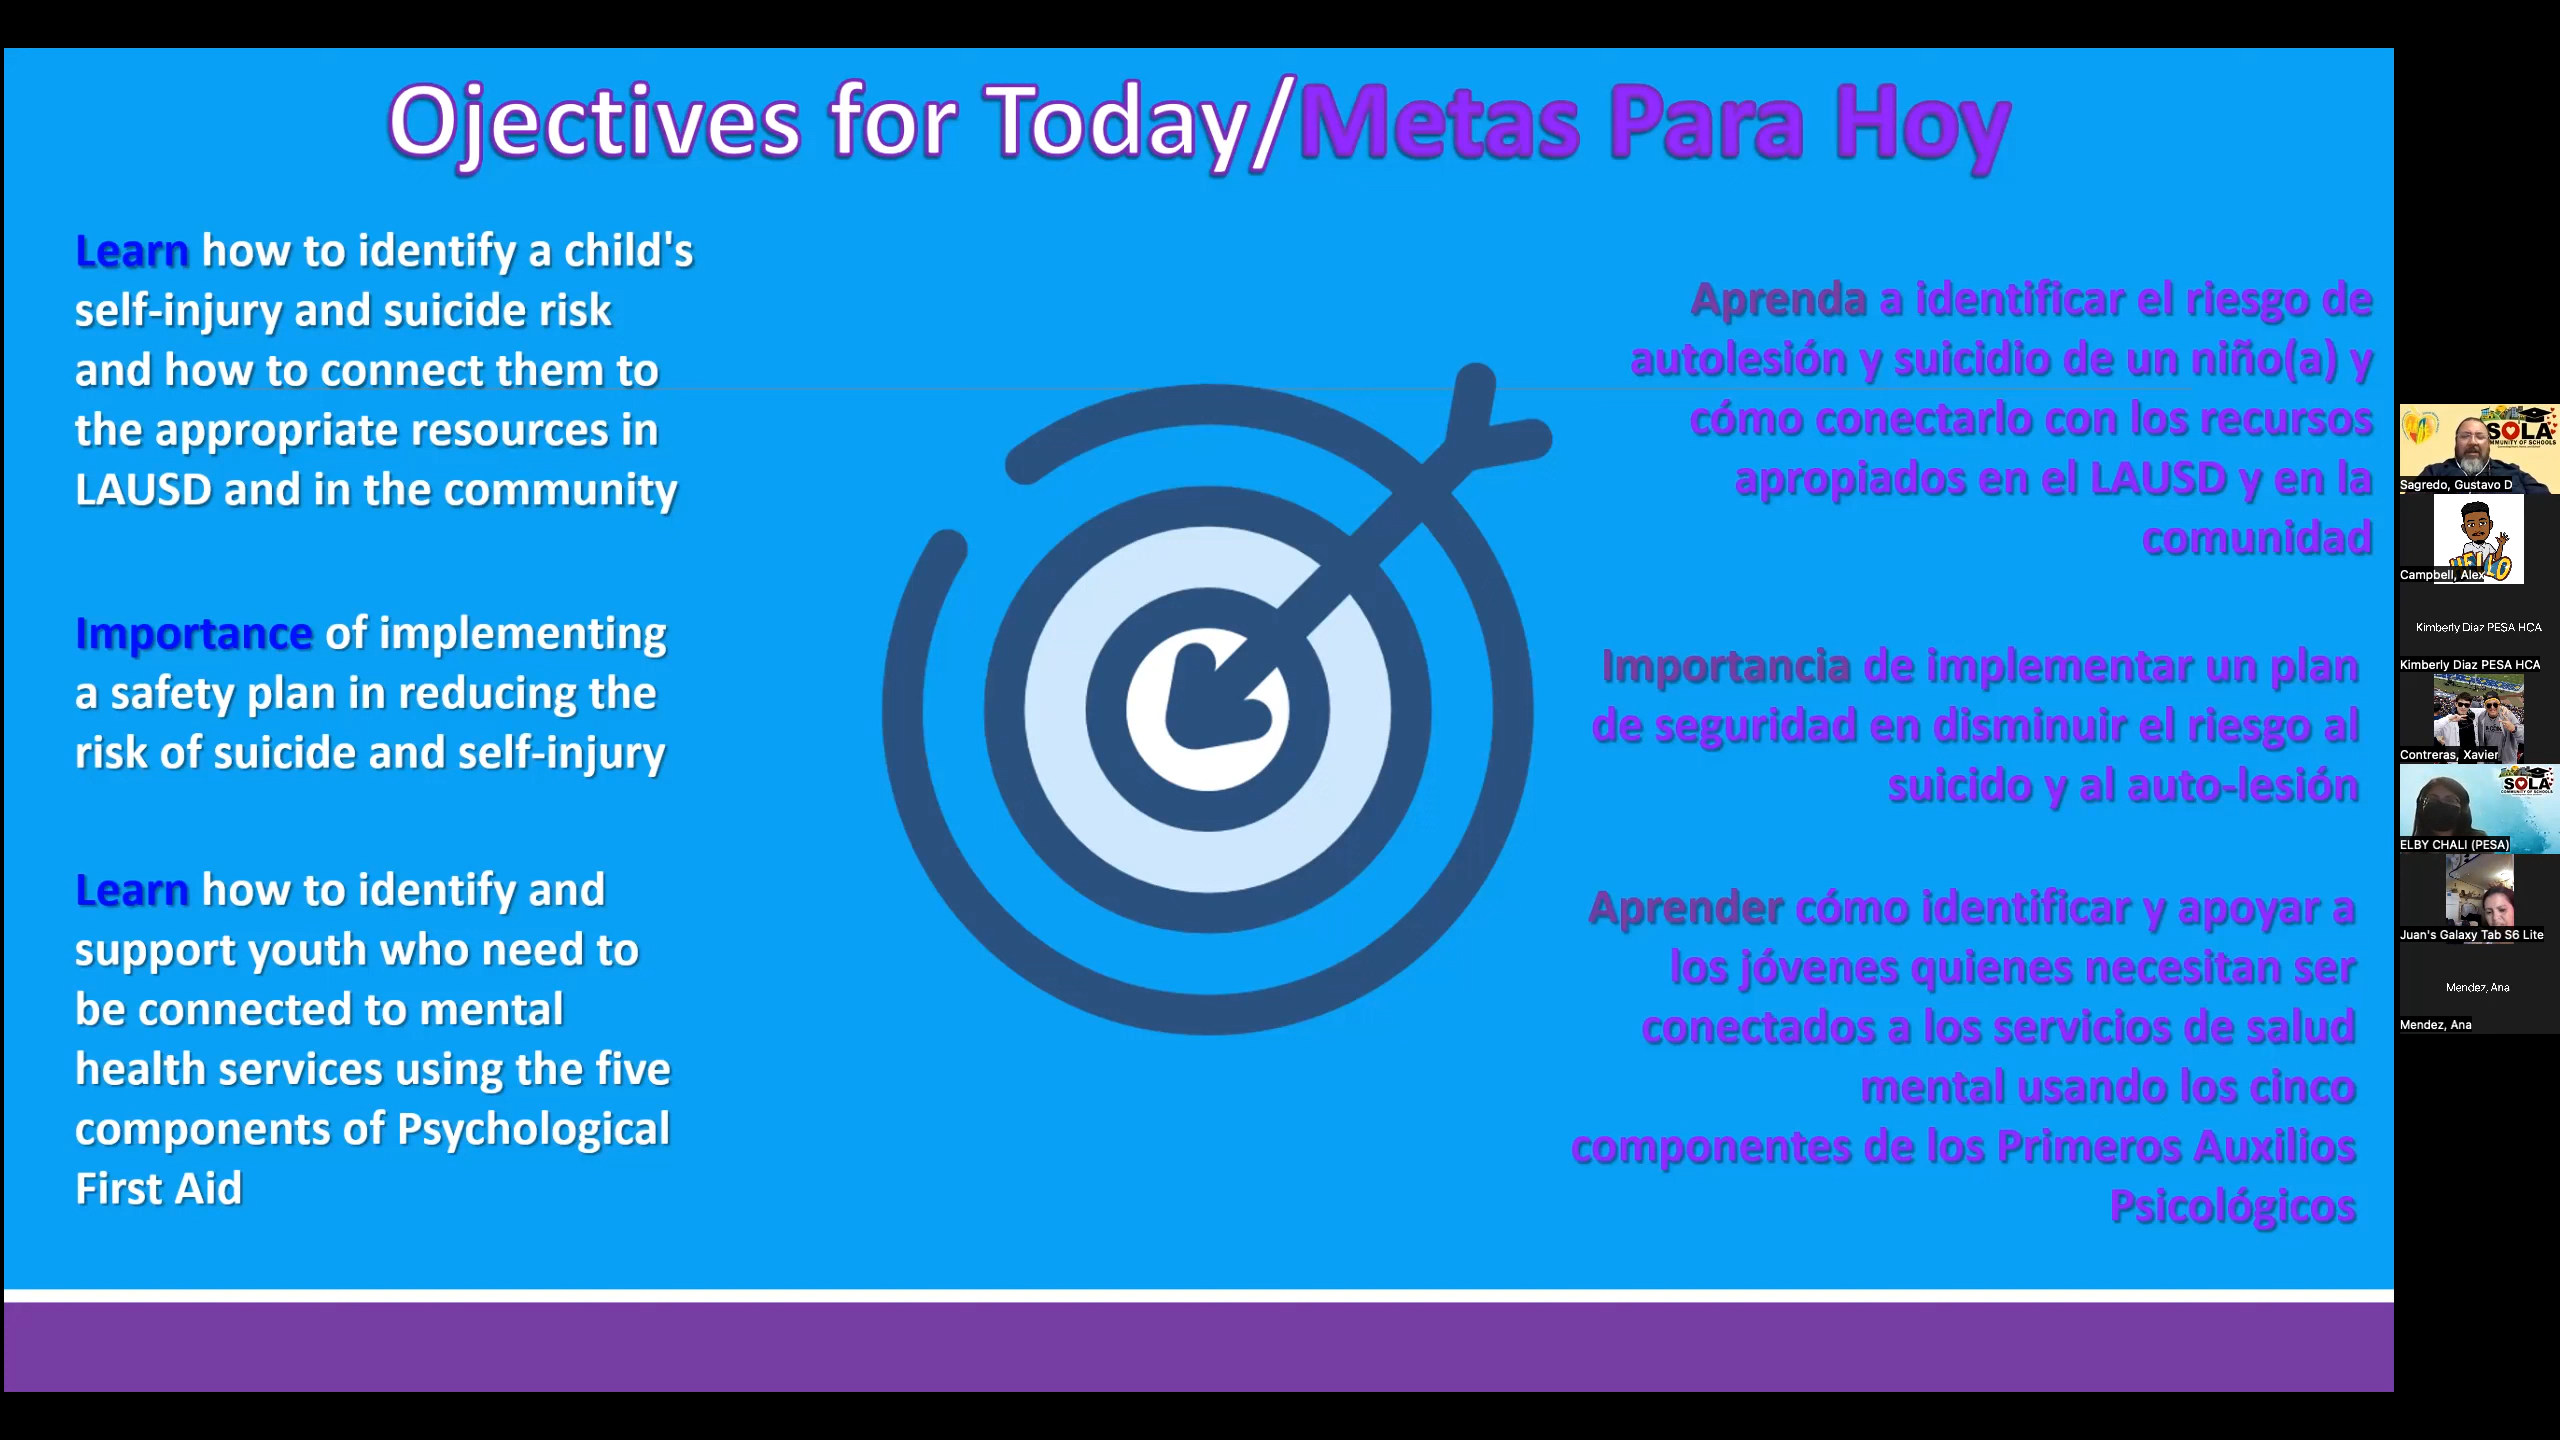 Ojectives for Today/Metas Para Hoy
Learn how to identify a child's
self-injury and suicide risk
and how to connect them to
the appropriate resources in
LAUSD and in the community
Importance of implementing
a safety plan in reducing the
risk of suicide and self-injury
Learn how to identify and
support youth who need to
be connected to mental
health services using the five
components of Psychological
First Aid
Aprenda a identificar el riesgo de
autolesión y suicidio de un niño(a) y
cómo conectarlo con los recursos
apropiados en el LAUSD y en la
comunidad
Importancia de implementar un plan
de seguridad en disminuir el riesgo al
suicido y al auto-lesión
Aprender cómo identificar y apoyar a
los jóvenes quienes necesitan ser
conectados a los servicios de salud
mental usando los cinco
componentes de los Primeros Auxilios
Psicológicos
SOLA
COMMUNITY OF SCHOOLS
Sagredo, Gustavo D
HELLO
Campbell, Alex
Kimberly Diaz PESA HCA
Kimberly Diaz PESA HCA
Contreras, Xavier
SOLA
COMMUNITY OF SCHOOLS
ELBY CHALI (PESA)
Juan's Galaxy Tab S6 Lite
Mendez, Ana
Mendez, Ana